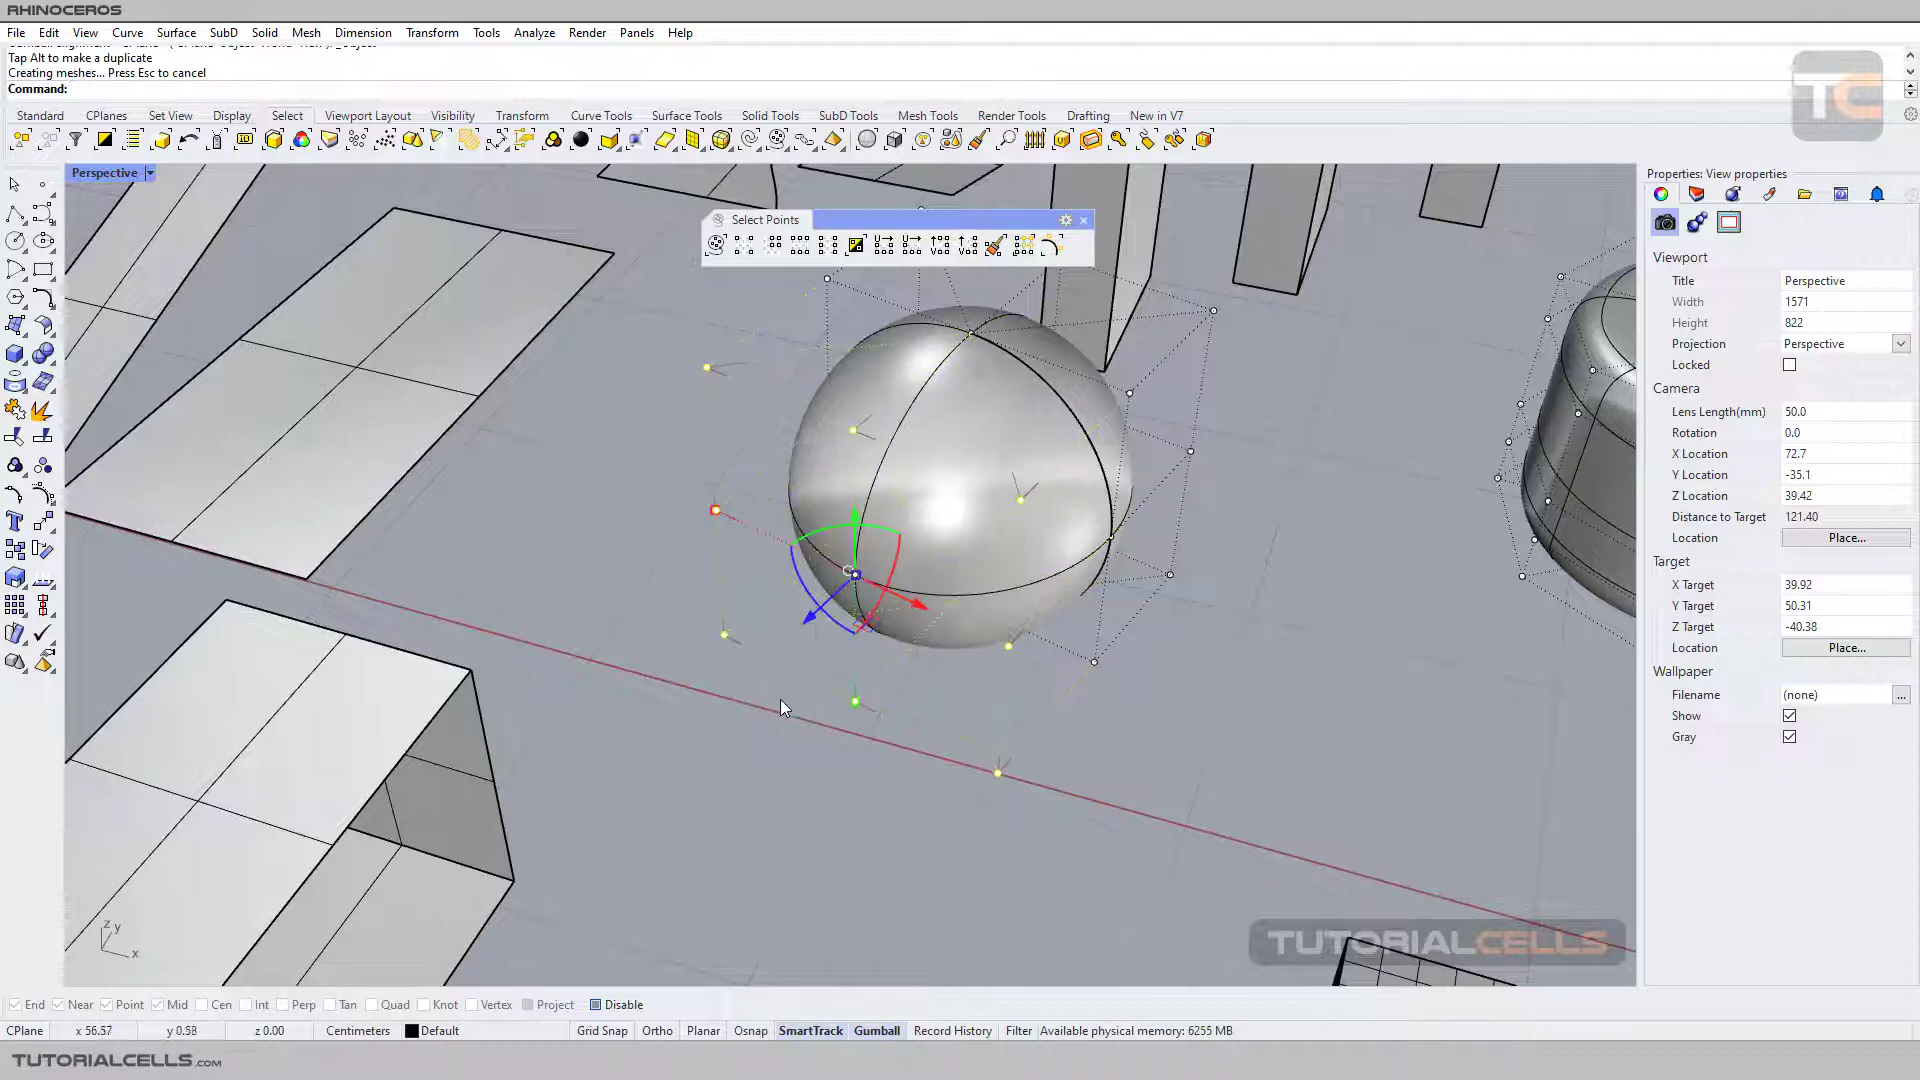 RHINOCEROS
File Edit View Curve Surface SubD Solid Mesh Dimension Transform Tools Analyze Render Panels Help
Tap Alt to make a duplicate
Creating meshes... Press Esc to cancel
Command:
TC
Standard CPlanes Set View Display Select Viewport Layout Visibility Transform Curve Tools Surface Tools Solid Tools SubD Tools Mesh Tools Render Tools Drafting New in V7
Perspective
Select Points
Properties: View properties
Viewport
Title Perspective
Width 1571
Height 822
Projection Perspective
Locked
Camera
Lens Length(mm) 50.0
Rotation 0.0
X Location 72.7
Y Location -35.1
Z Location 39.42
Distance to Target 121.40
Location Place...
Target
X Target 39.92
Y Target 50.31
Z Target -40.38
Location Place...
Wallpaper
Filename (none) ...
Show
Gray
z y
x
TUTORIALCELLS
End Near Point Mid Cen Int Perp Tan Quad Knot Vertex Project Disable
CPlane x 56.57 y 0.58 z 0.00 Centimeters Default Grid Snap Ortho Planar Osnap SmartTrack Gumball Record History Filter Available physical memory: 6255 MB
TUTORIALCELLS.COM